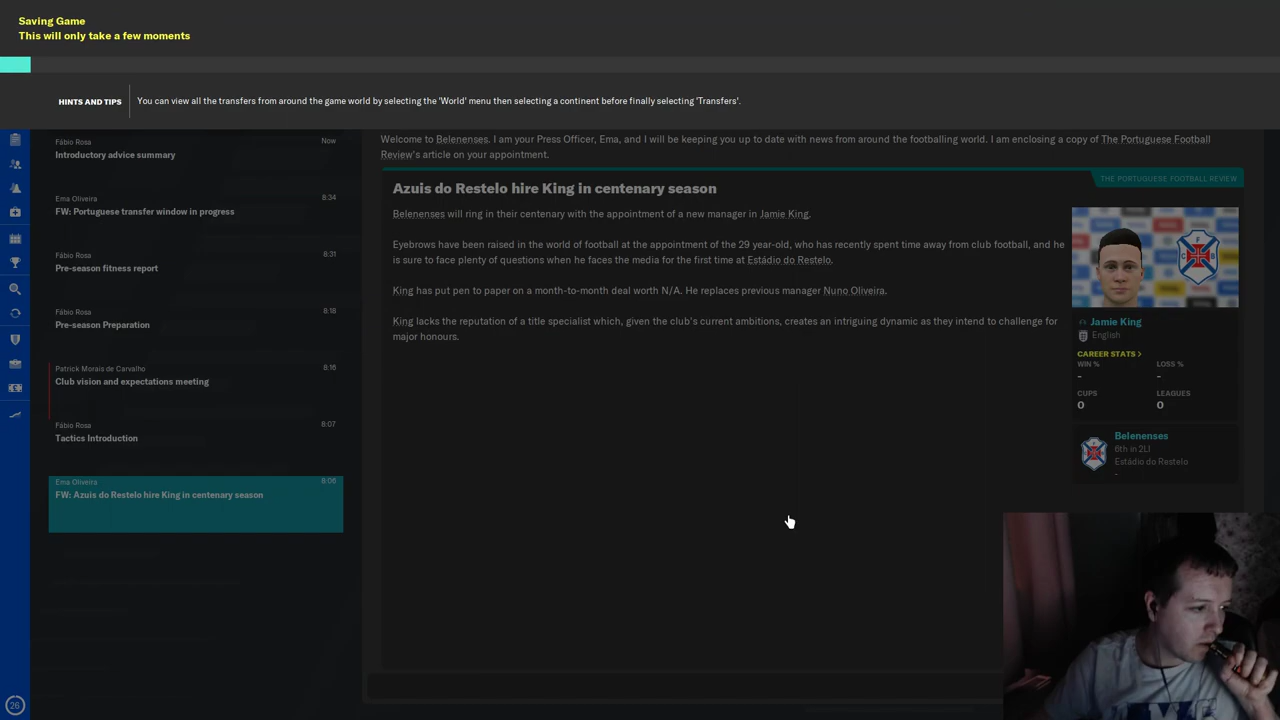 Saving Game
This will only take a few moments
HINTS AND TIPS
You can view all the transfers from around the game world by selecting the 'World' menu then selecting a continent before finally selecting 'Transfers'.
Fábio Rosa
Now
Introductory advice summary
Ema Oliveira
8:34
FW: Portuguese transfer window in progress
Fábio Rosa
8:31
Pre-season fitness report
Fábio Rosa
8:18
Pre-season Preparation
Patrick Morais de Carvalho
8:16
Club vision and expectations meeting
Fábio Rosa
8:07
Tactics Introduction
Ema Oliveira
8:06
FW: Azuis do Restelo hire King in centenary season
26
Welcome to Belenenses. I am your Press Officer, Ema, and I will be keeping you up to date with news from around the footballing world. I am enclosing a copy of The Portuguese Football
Review's article on your appointment.
THE PORTUGUESE FOOTBALL REVIEW
Azuis do Restelo hire King in centenary season
Belenenses will ring in their centenary with the appointment of a new manager in Jamie King.
Eyebrows have been raised in the world of football at the appointment of the 29 year-old, who has recently spent time away from club football, and he
is sure to face plenty of questions when he faces the media for the first time at Estádio do Restelo.
King has put pen to paper on a month-to-month deal worth N/A. He replaces previous manager Nuno Oliveira.
King lacks the reputation of a title specialist which, given the club's current ambitions, creates an intriguing dynamic as they intend to challenge for
major honours.
Jamie King
English
CAREER STATS >
WIN %
LOSS %
-
-
CUPS
LEAGUES
0
0
Belenenses
6th in 2LI
Estádio do Restelo
-